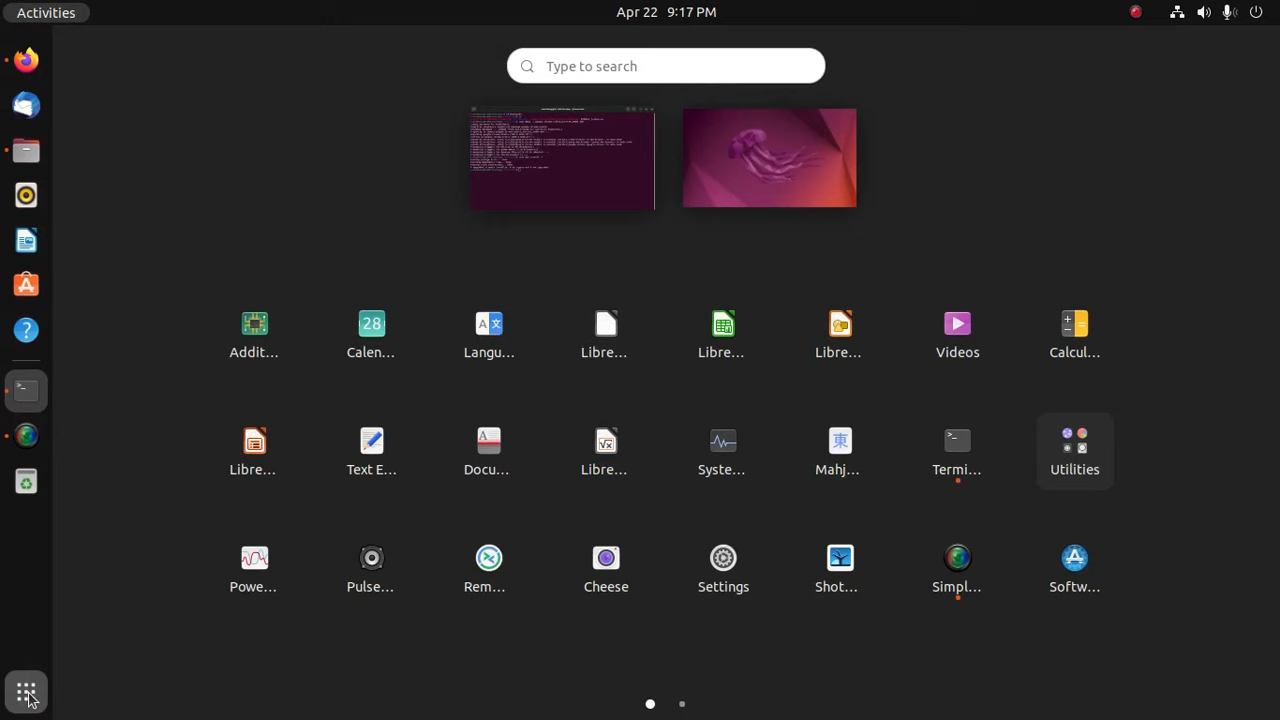 Activities
Apr 22 9:17 PM
Type to search
Addit...
Calen...
Langu...
Libre...
Libre...
Libre...
Videos
Calcul...
Libre...
Text E...
Docu...
Libre...
Syste...
Mahj...
Termi...
Utilities
Powe...
Pulse...
Rem...
Cheese
Settings
Shot...
Simpl...
Softw...